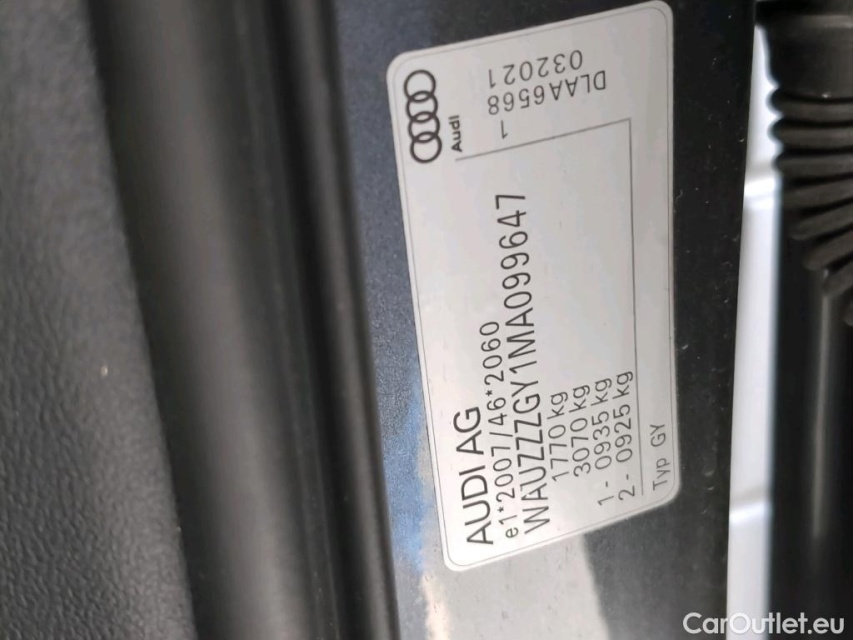 AUDI AG
e1*2007/46*2060
WAUZZZGY1MA099647
1770 kg
3070 kg
1 - 0935 kg
2 - 0925 kg
Typ GY
Audi
1
DLAA6568
032021
CarOutlet.eu